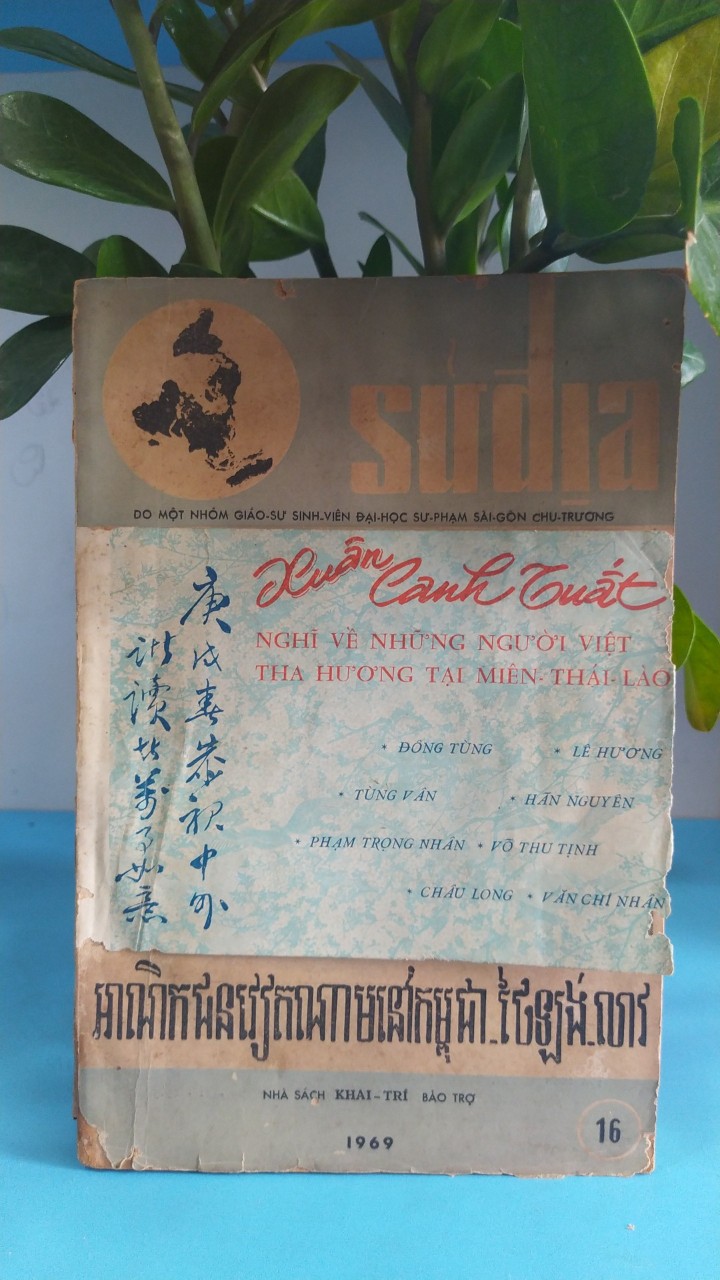 sử địa
DO MỘT NHÓM GIÁO-SƯ SINH-VIÊN ĐẠI-HỌC SƯ-PHẠM SÀI-GÒN CHỦ-TRƯƠNG
Xuân Canh Tuất
NGHĨ VỀ NHỮNG NGƯỜI VIỆT
THA HƯƠNG TẠI MIÊN-THÁI-LÀO
* ĐÔNG TÙNG * LÊ HƯƠNG
* TÙNG VÂN * HÃN NGUYÊN
* PHẠM TRỌNG NHÂN * VÕ THU TỊNH
* CHÂU LONG * VĂN CHÍ NHÂN
庚戌春恭祝中外
諸讀者萬事如意
អាណិកជនវៀតណាមនៅកម្ពុជា-ថៃឡង់-លាវ
NHÀ SÁCH KHAI-TRÍ BẢO TRỢ
1969
16